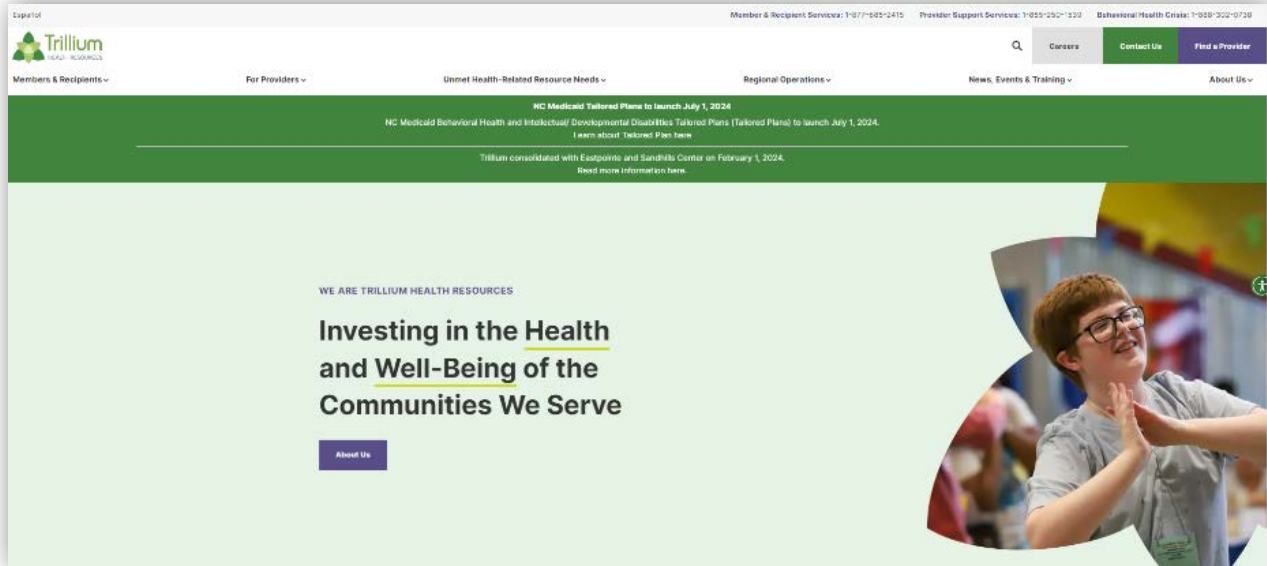 Español
Member & Recipient Services: 1-877-685-2415 Provider Support Services: 1-855-250-1539 Behavioral Health Crisis: 1-888-302-0738
Trillium
HEALTH RESOURCES
Careers Contact Us Find a Provider
Members & Recipients For Providers Unmet Health-Related Resource Needs Regional Operations News, Events & Training About Us
NC Medicaid Tailored Plans to launch July 1, 2024
NC Medicaid Behavioral Health and Intellectual/ Developmental Disabilities Tailored Plans (Tailored Plans) to launch July 1, 2024.
Learn about Tailored Plan here
Trillium consolidated with Eastpointe and Sandhills Center on February 1, 2024.
Read more information here.
WE ARE TRILLIUM HEALTH RESOURCES
Investing in the Health
and Well-Being of the
Communities We Serve
About Us